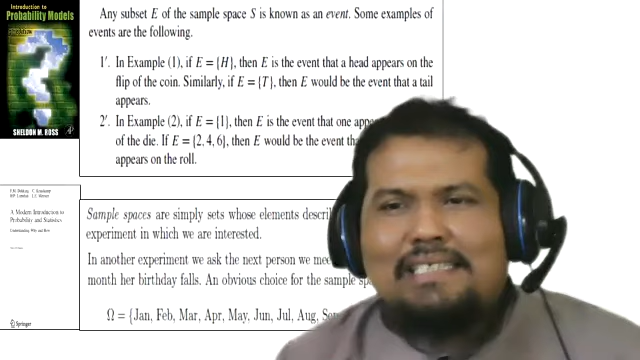 Introduction to
Probability Models
SHELDON M. ROSS
Any subset E of the sample space S is known as an event. Some examples of
events are the following.
1′. In Example (1), if E = {H}, then E is the event that a head appears on the
flip of the coin. Similarly, if E = {T}, then E would be the event that a tail
appears.
2′. In Example (2), if E = {1}, then E is the event that one
of the die. If E = {2, 4, 6}, then E would be the event
appears on the roll.
A Modern Introduction to
Probability and Statistics
Springer
Sample spaces are simply sets whose elements
experiment in which we are interested.
In another experiment we ask the next person we
month her birthday falls. An obvious choice for the sample
Ω = {Jan, Feb, Mar, Apr, May, Jun, Jul, Aug,